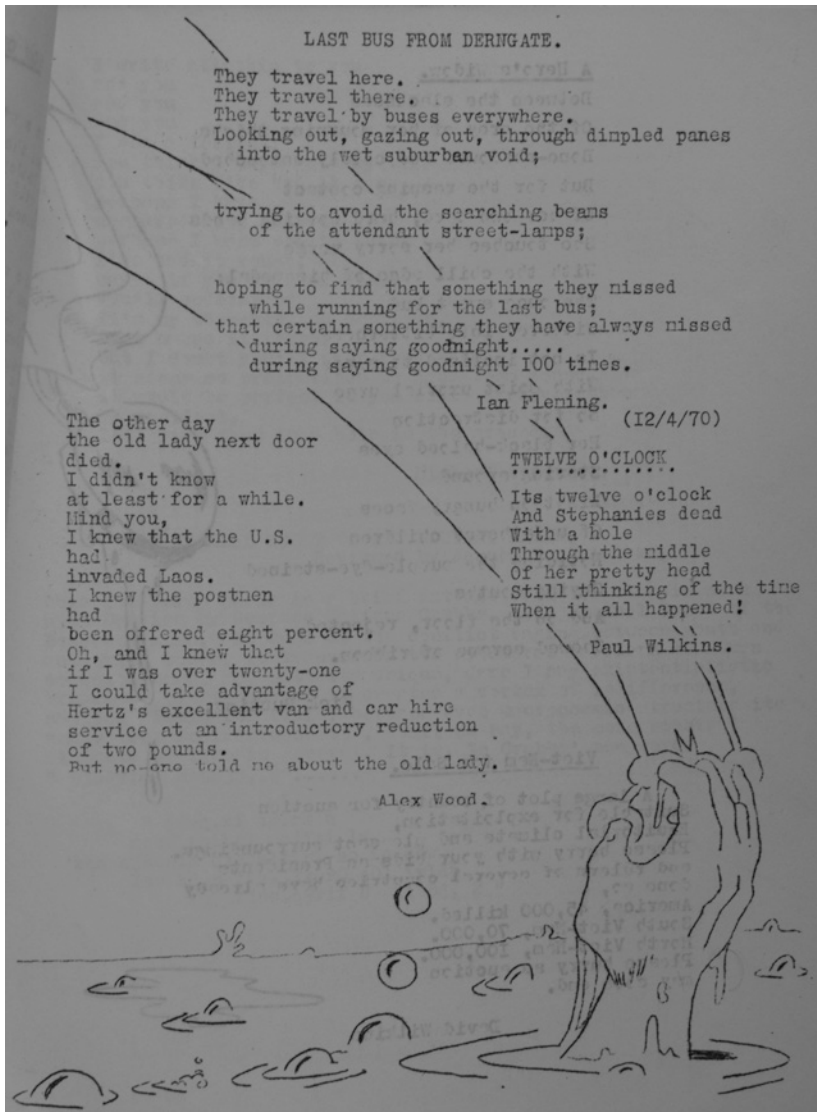 LAST BUS FROM DERNGATE.
They travel here.
They travel there.
They travel by buses everywhere.
Looking out, gazing out, through dimpled panes
into the wet suburban void;
trying to avoid the searching beams
of the attendant street-lamps;
hoping to find that something they missed
while running for the last bus;
that certain something they have always missed
during saying goodnight.....
during saying goodnight I00 times.
Ian Fleming.
(I2/4/70)
The other day
the old lady next door
died.
I didn't know
at least for a while.
Mind you,
I knew that the U.S.
had
invaded Laos.
I knew the postmen
had
been offered eight percent.
Oh, and I knew that
if I was over twenty-one
I could take advantage of
Hertz's excellent van and car hire
service at an introductory reduction
of two pounds.
But no-one told me about the old lady.
Alex Wood.
TWELVE O'CLOCK
Its twelve o'clock
And Stephanies dead
With a hole
Through the middle
Of her pretty head
Still thinking of the time
When it all happened!
Paul Wilkins.